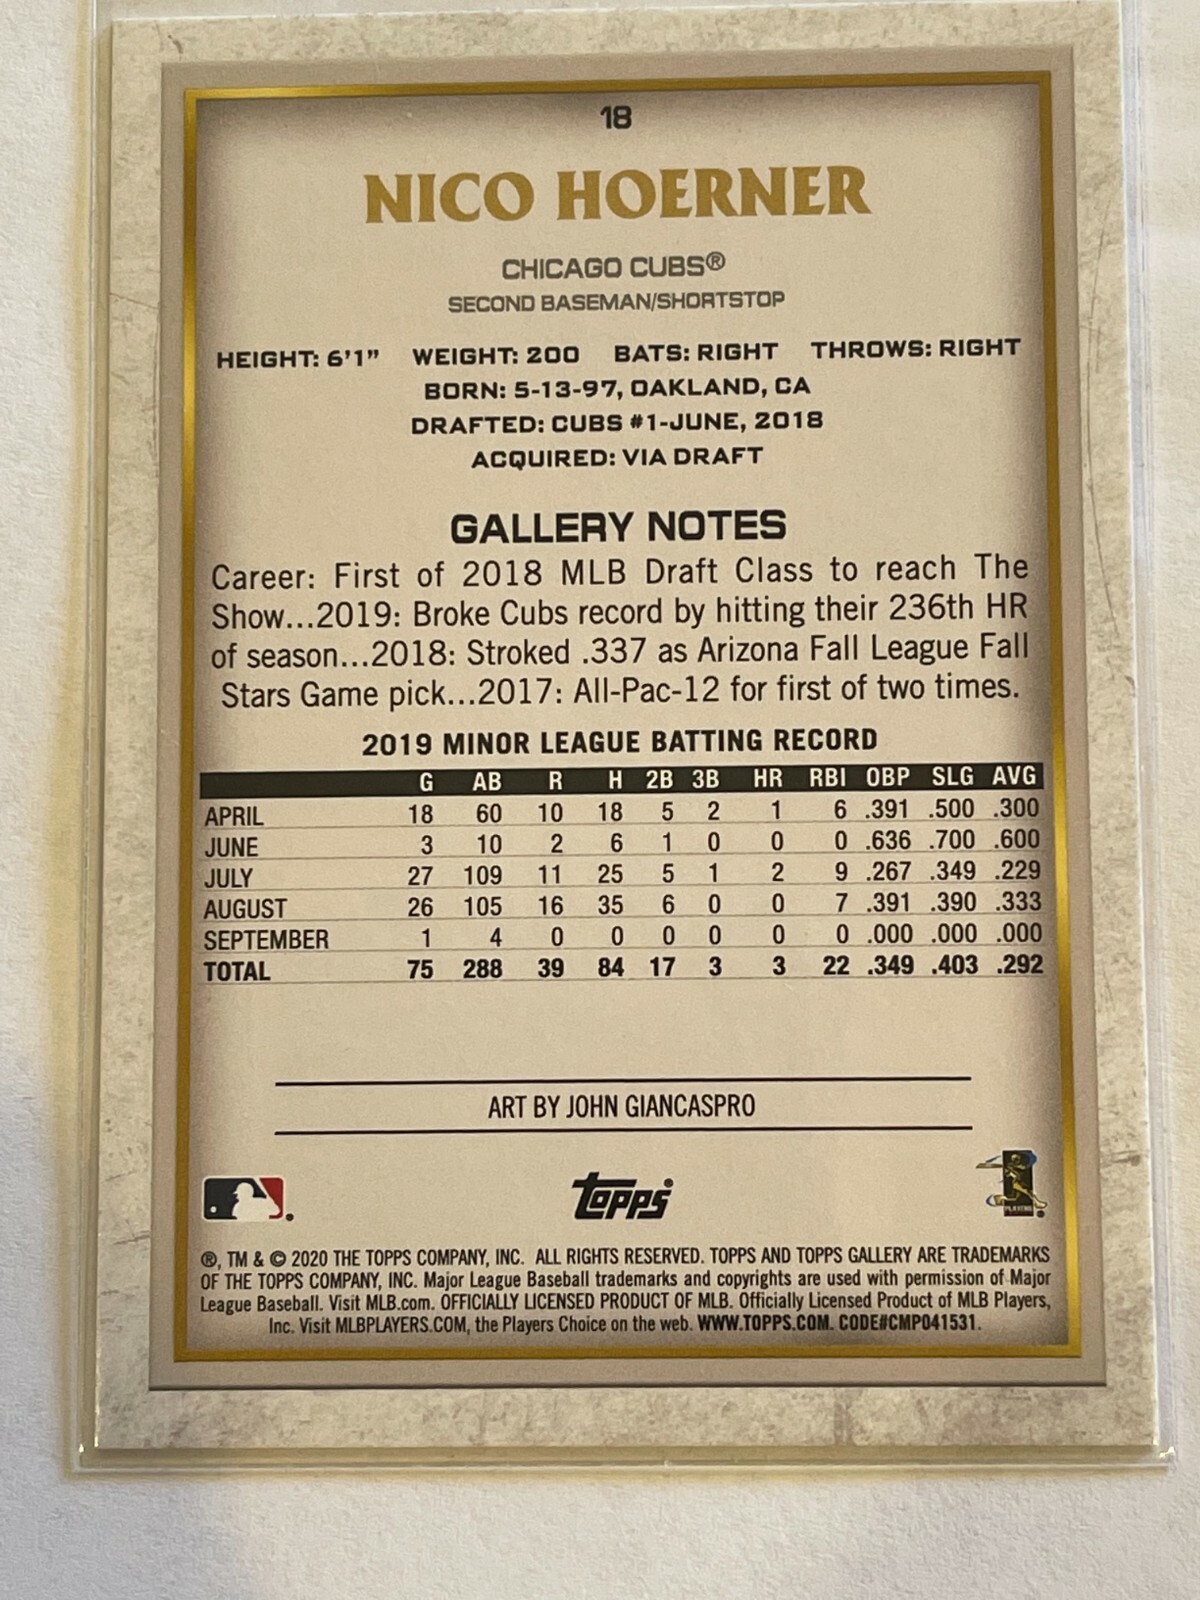 18
NICO HOERNER
CHICAGO CUBS®
SECOND BASEMAN/SHORTSTOP
HEIGHT: 6'1" WEIGHT: 200 BATS: RIGHT THROWS: RIGHT
BORN: 5-13-97, OAKLAND, CA
DRAFTED: CUBS #1-JUNE, 2018
ACQUIRED: VIA DRAFT
GALLERY NOTES
Career: First of 2018 MLB Draft Class to reach The
Show...2019: Broke Cubs record by hitting their 236th HR
of season...2018: Stroked .337 as Arizona Fall League Fall
Stars Game pick...2017: All-Pac-12 for first of two times.
2019 MINOR LEAGUE BATTING RECORD
G AB R H 2B 3B HR RBI OBP SLG AVG
APRIL 18 60 10 18 5 2 1 6 .391 .500 .300
JUNE 3 10 2 6 1 0 0 0 .636 .700 .600
JULY 27 109 11 25 5 1 2 9 .267 .349 .229
AUGUST 26 105 16 35 6 0 0 7 .391 .390 .333
SEPTEMBER 1 4 0 0 0 0 0 0 .000 .000 .000
TOTAL 75 288 39 84 17 3 3 22 .349 .403 .292
ART BY JOHN GIANCASPRO
Topps®
PLAYERS
®, TM & © 2020 THE TOPPS COMPANY, INC. ALL RIGHTS RESERVED. TOPPS AND TOPPS GALLERY ARE TRADEMARKS
OF THE TOPPS COMPANY, INC. Major League Baseball trademarks and copyrights are used with permission of Major
League Baseball. Visit MLB.com. OFFICIALLY LICENSED PRODUCT OF MLB. Officially Licensed Product of MLB Players,
Inc. Visit MLBPLAYERS.COM, the Players Choice on the web. WWW.TOPPS.COM. CODE#CMP041531.